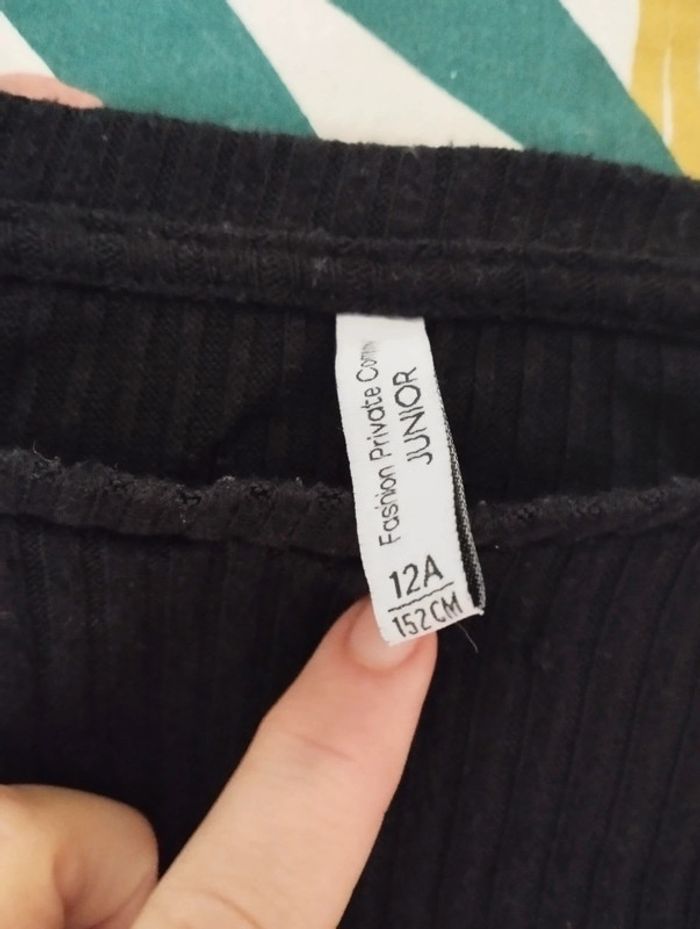 Fashion Private
JUNIOR
12A
152CM